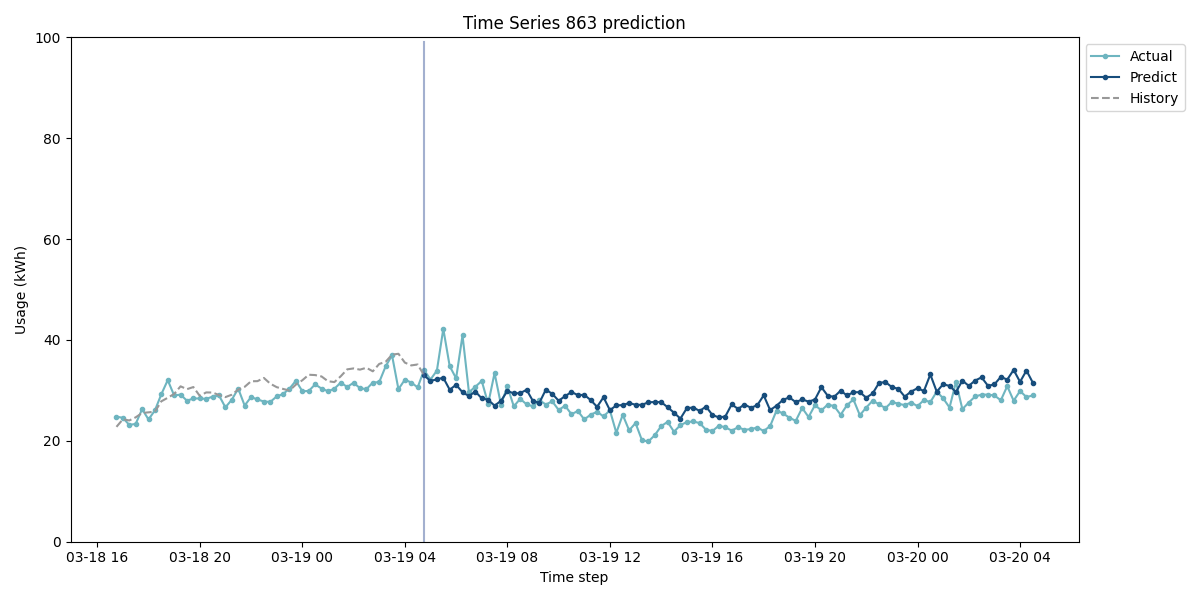 Time Series 863 prediction
100
80
60
40
20
0
Usage (kWh)
03-18 16 03-18 20 03-19 00 03-19 04 03-19 08 03-19 12 03-19 16 03-19 20 03-20 00 03-20 04
Time step
Actual
Predict
History